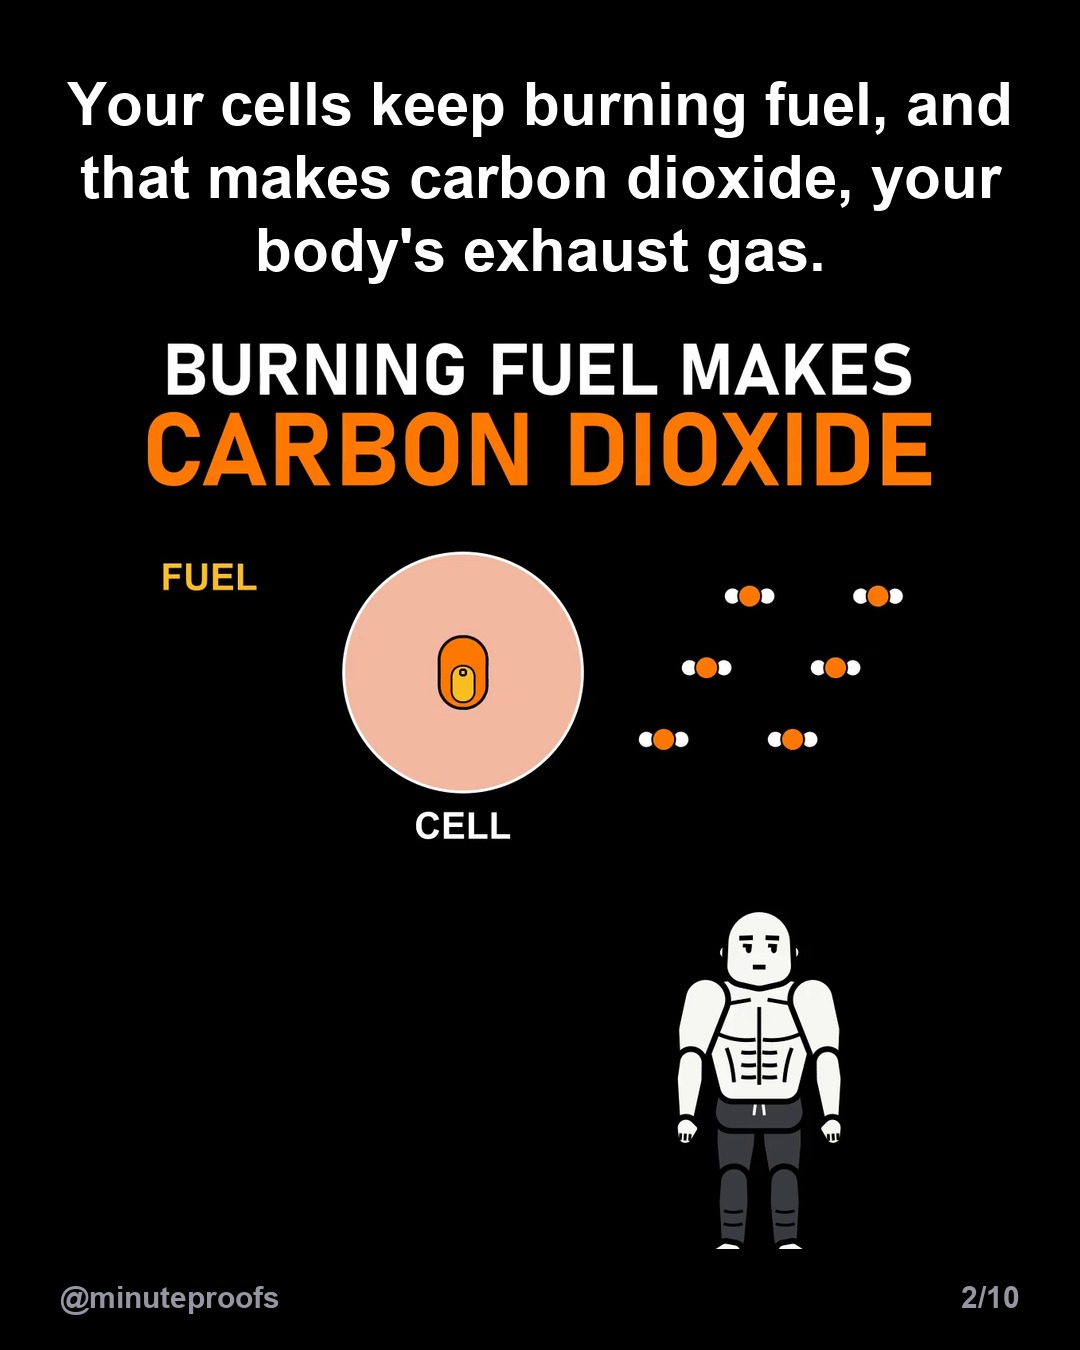 Your cells keep burning fuel, and
that makes carbon dioxide, your
body's exhaust gas.
BURNING FUEL MAKES
CARBON DIOXIDE
FUEL
CELL
@minuteproofs
2/10